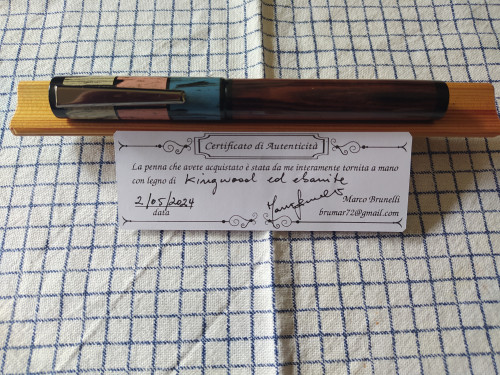 Certificato di Autenticità
La penna che avete acquistato è stata da me interamente tornita a mano
con legno di Kingwood ed ebanite
2/05/2024 Marco Brunelli
data brumar72@gmail.com